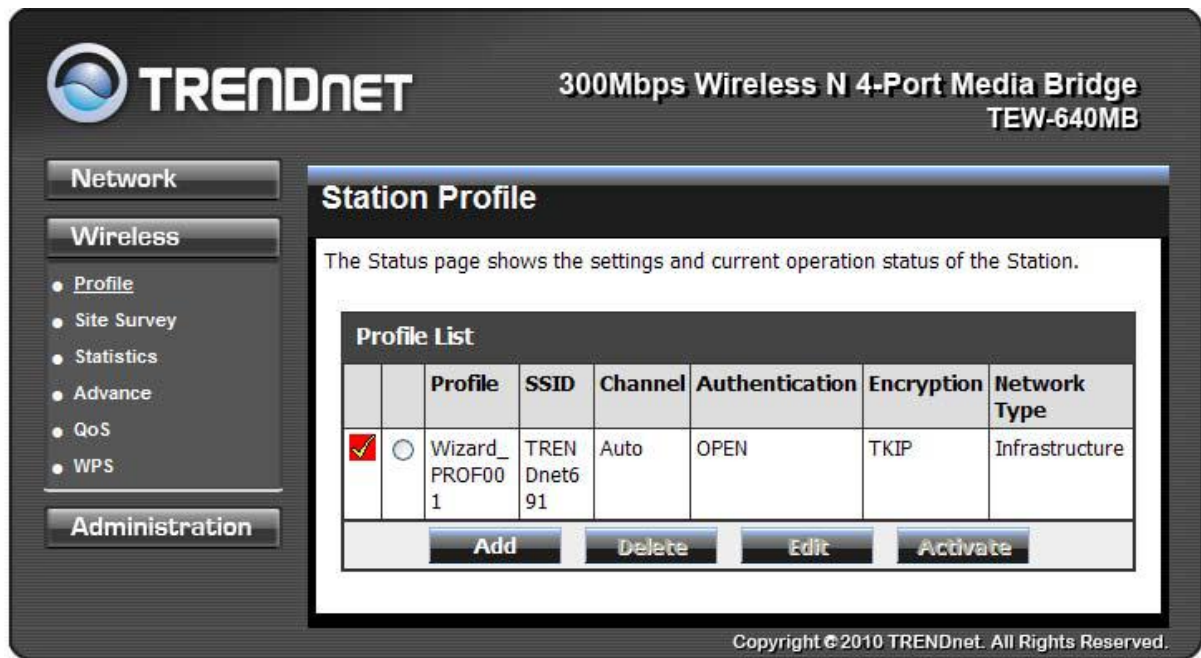 TRENDNET
300Mbps Wireless N 4-Port Media Bridge
TEW-640MB
Network
Wireless
Profile
Site Survey
Statistics
Advance
QoS
WPS
Administration
Station Profile
The Status page shows the settings and current operation status of the Station.
Profile List
Profile SSID Channel Authentication Encryption Network
Type
Wizard_ TREN Auto OPEN TKIP Infrastructure
PROF00 Dnet6
1 91
Add Delete Edit Activate
Copyright © 2010 TRENDnet. All Rights Reserved.